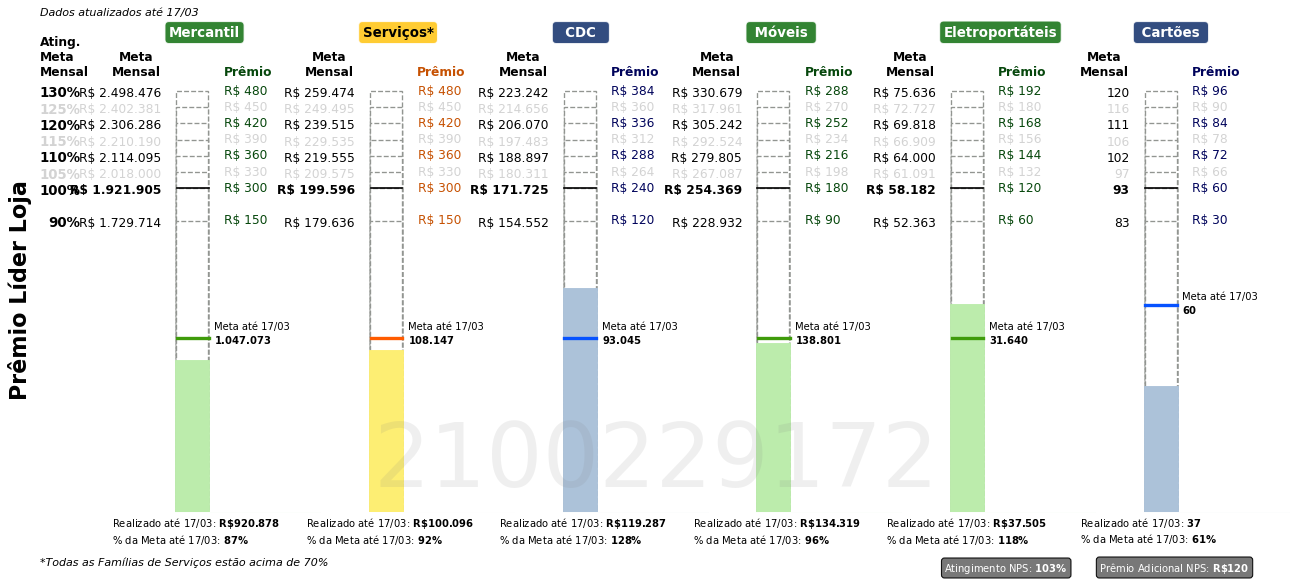 Dados atualizados até 17/03
Mercantil Serviços* CDC Móveis Eletroportáteis Cartões
Ating. Meta Mensal Meta Mensal Prêmio Meta Mensal Prêmio Meta Mensal Prêmio Meta Mensal Prêmio Meta Mensal Prêmio Meta Mensal Prêmio
130% R$ 2.498.476 R$ 480 R$ 259.474 R$ 480 R$ 223.242 R$ 384 R$ 330.679 R$ 288 R$ 75.636 R$ 192 120 R$ 96
125% R$ 2.402.381 R$ 450 R$ 249.495 R$ 450 R$ 214.656 R$ 360 R$ 317.961 R$ 270 R$ 72.727 R$ 180 116 R$ 90
120% R$ 2.306.286 R$ 420 R$ 239.515 R$ 420 R$ 206.070 R$ 336 R$ 305.242 R$ 252 R$ 69.818 R$ 168 111 R$ 84
115% R$ 2.210.190 R$ 390 R$ 229.535 R$ 390 R$ 197.483 R$ 312 R$ 292.524 R$ 234 R$ 66.909 R$ 156 106 R$ 78
110% R$ 2.114.095 R$ 360 R$ 219.555 R$ 360 R$ 188.897 R$ 288 R$ 279.805 R$ 216 R$ 64.000 R$ 144 102 R$ 72
105% R$ 2.018.000 R$ 330 R$ 209.575 R$ 330 R$ 180.311 R$ 264 R$ 267.087 R$ 198 R$ 61.091 R$ 132 97 R$ 66
100% R$ 1.921.905 R$ 300 R$ 199.596 R$ 300 R$ 171.725 R$ 240 R$ 254.369 R$ 180 R$ 58.182 R$ 120 93 R$ 60
90% R$ 1.729.714 R$ 150 R$ 179.636 R$ 150 R$ 154.552 R$ 120 R$ 228.932 R$ 90 R$ 52.363 R$ 60 83 R$ 30
Prêmio Líder Loja
Meta até 17/03 Meta até 17/03 Meta até 17/03 Meta até 17/03 Meta até 17/03 Meta até 17/03
1.047.073 108.147 93.045 138.801 31.640 60
2100229172
Realizado até 17/03: R$920.878 Realizado até 17/03: R$100.096 Realizado até 17/03: R$119.287 Realizado até 17/03: R$134.319 Realizado até 17/03: R$37.505 Realizado até 17/03: 37
% da Meta até 17/03: 87% % da Meta até 17/03: 92% % da Meta até 17/03: 128% % da Meta até 17/03: 96% % da Meta até 17/03: 118% % da Meta até 17/03: 61%
*Todas as Famílias de Serviços estão acima de 70%
Atingimento NPS: 103% Prêmio Adicional NPS: R$120